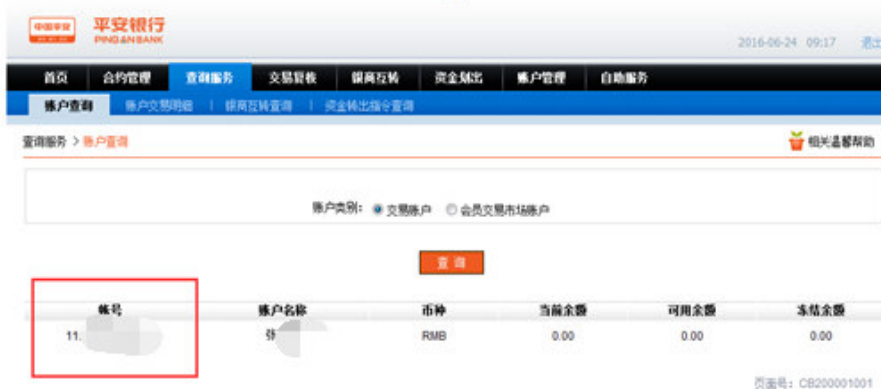 中国平安 平安银行
PINGANBANK
2016-06-24 09:17 退出
首页 合约管理 查询服务 交易复核 银商互转 资金划出 账户管理 自助服务
账户查询 账户交易明细 | 银商互转查询 | 资金转出指令查询
查询服务 > 账户查询 相关温馨帮助
账户类别: 交易账户 会员交易市场账户
查 询
帐号 账户名称 币种 当前余额 可用余额 冻结余额
11. 张 RMB 0.00 0.00 0.00
页面号: CB200001001